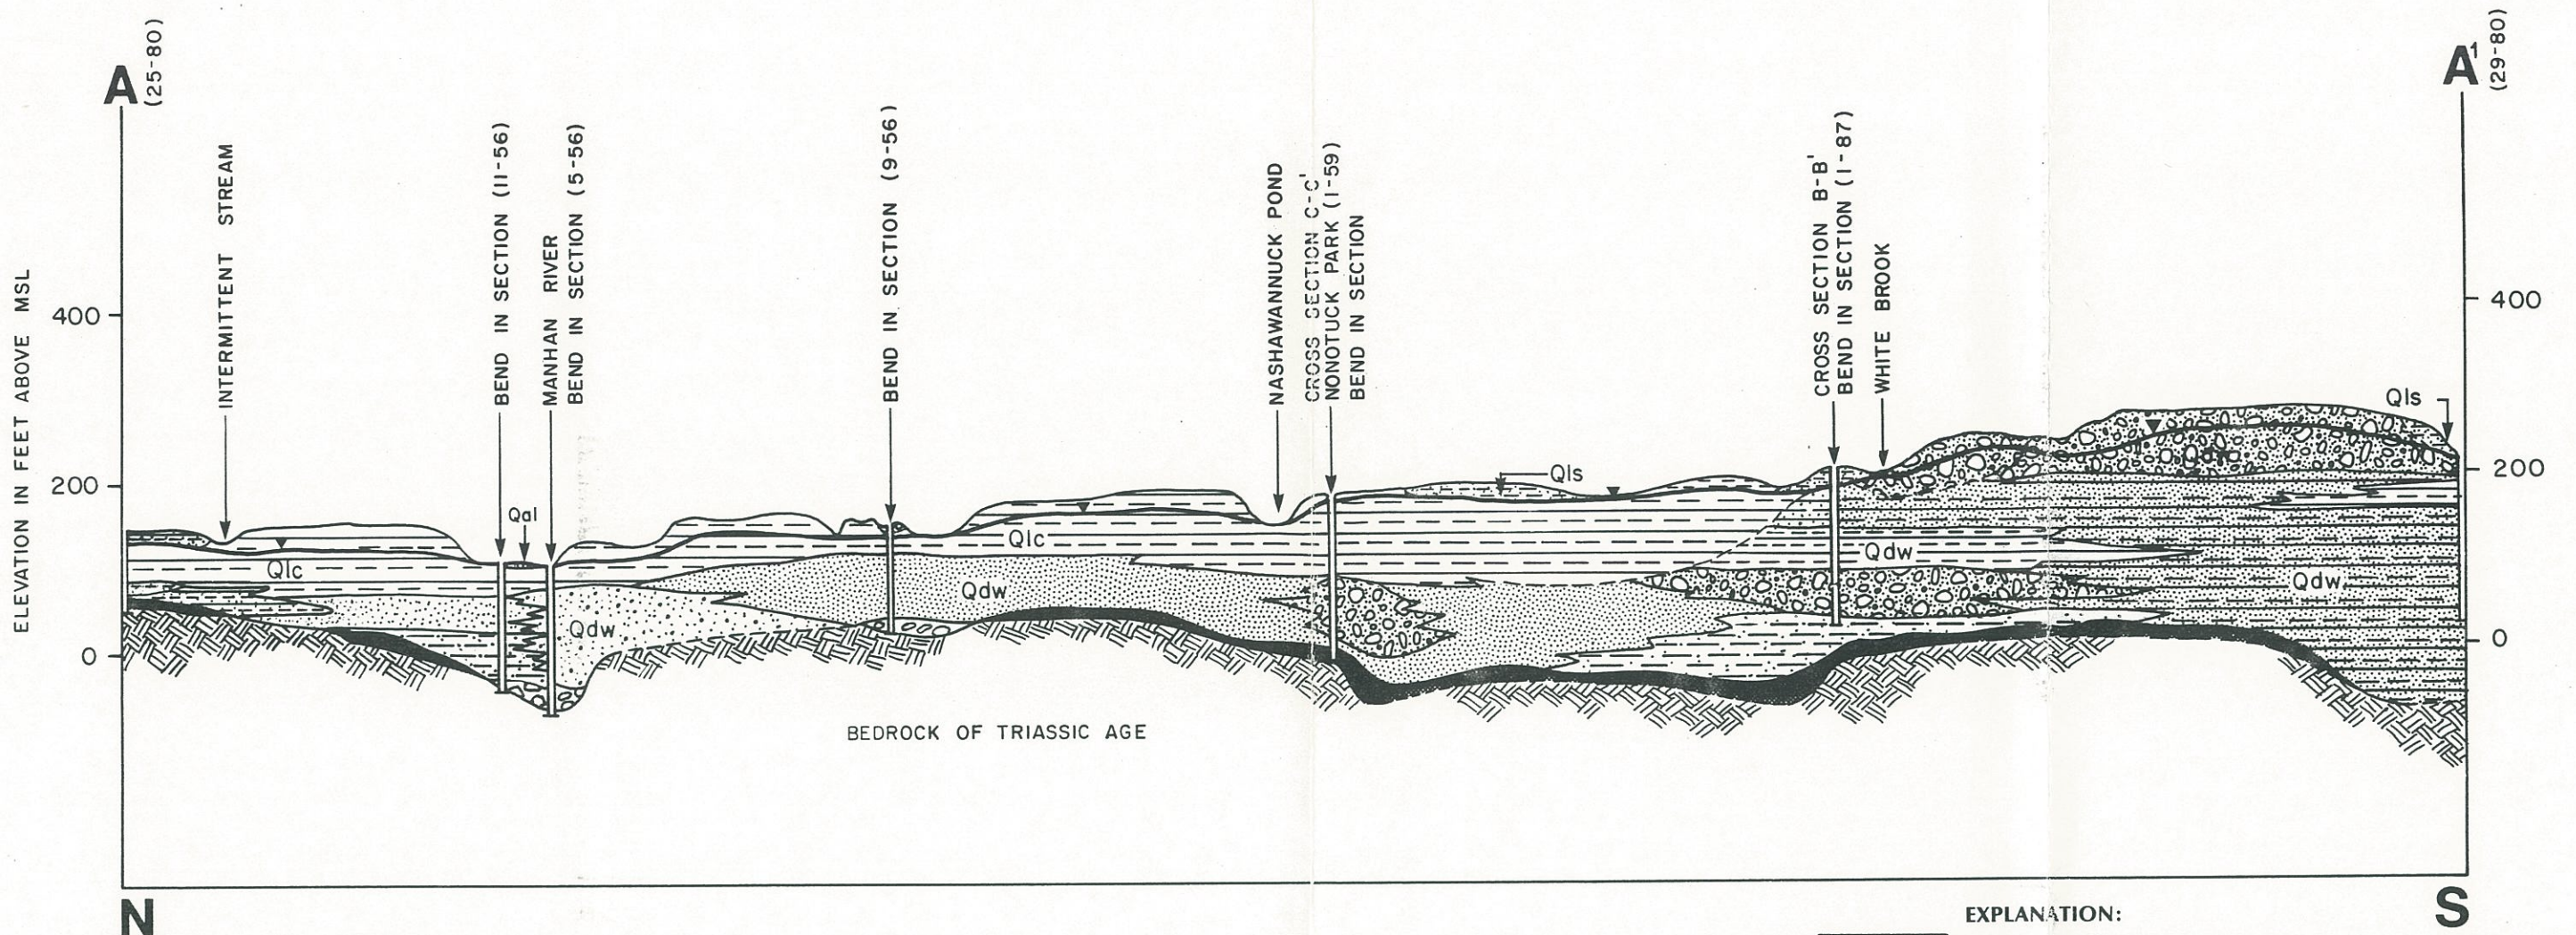 A
(25-80)
A'
(29-80)
ELEVATION IN FEET ABOVE MSL
400
200
0
INTERMITTENT STREAM
BEND IN SECTION (11-56)
Qal
MANHAN RIVER
BEND IN SECTION (5-56)
BEND IN SECTION (9-56)
NASHAWANNUCK POND
CROSS SECTION C-C'
NONOTUCK PARK (1-59)
BEND IN SECTION
CROSS SECTION B-B'
BEND IN SECTION (1-87)
WHITE BROOK
Qls
Qls
400
200
0
Qlc
Qdw
Qlc
Qdw
Qdw
Qdw
BEDROCK OF TRIASSIC AGE
N
S
EXPLANATION: